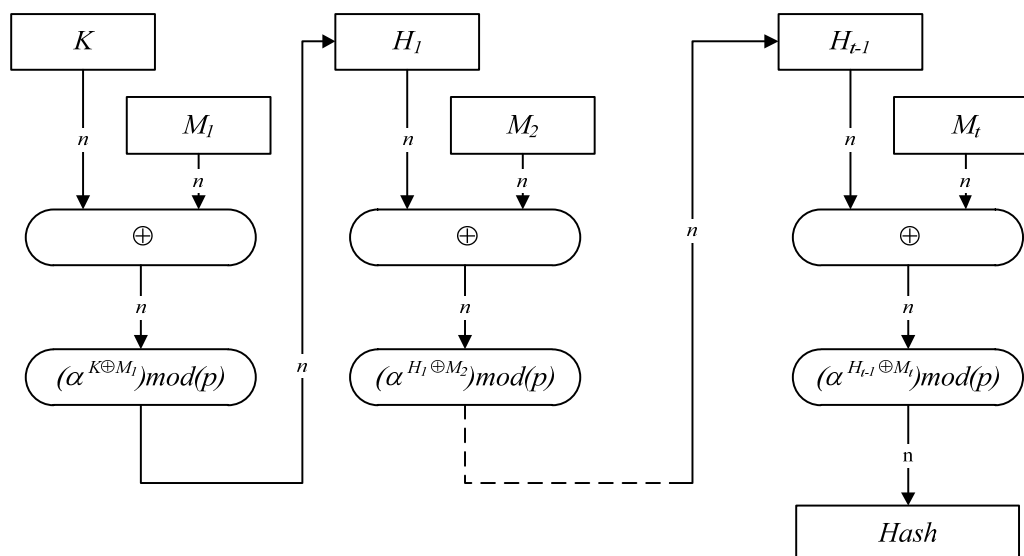 K H₁ Hₜ₋₁
M₁ M₂ Mₜ
n n n
n n n
n
⊕ ⊕ ⊕
n n n
n
(α^{K⊕M₁})mod(p) (α^{H₁⊕M₂})mod(p) (α^{Hₜ₋₁⊕Mₜ})mod(p)
n
Hash